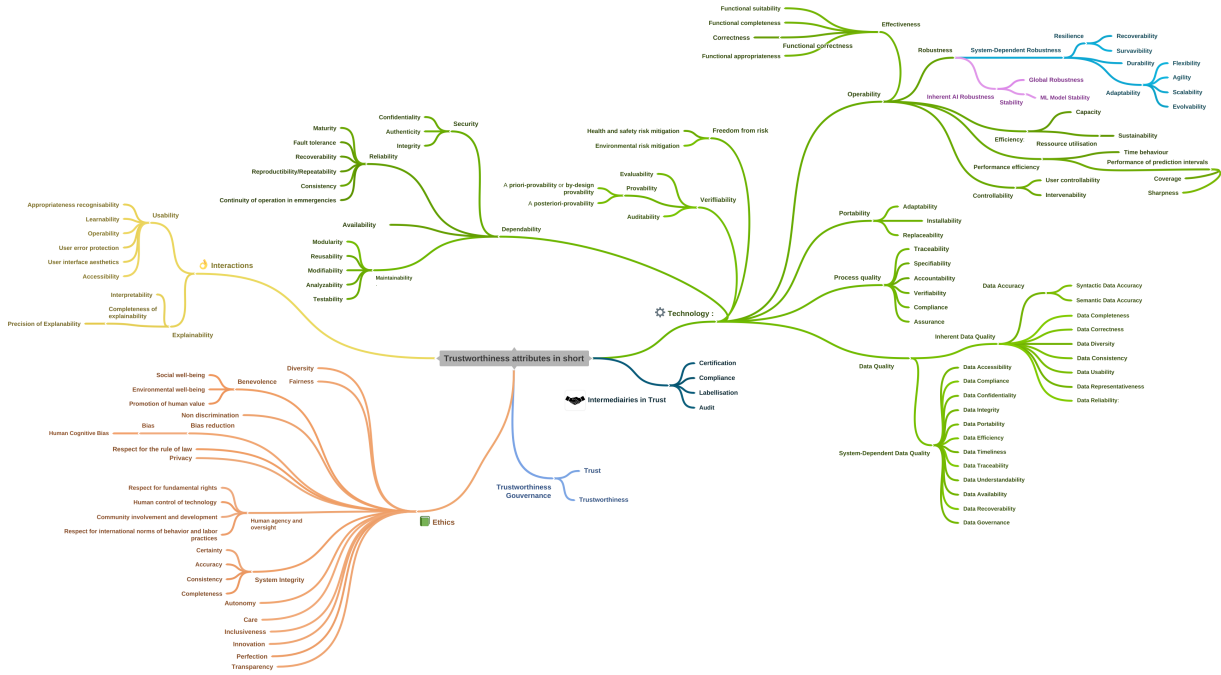 Trustworthiness attributes in short
Technology :
Operability
Effectiveness
Functional suitability
Functional completeness
Correctness
Functional correctness
Functional appropriateness
Robustness
System-Dependent Robustness
Resilience
Recoverability
Survavibility
Durability
Adaptability
Flexibility
Agility
Scalability
Evolvability
Inherent AI Robustness
Global Robustness
Stability
ML Model Stability
Efficiency
Capacity
Ressource utilisation
Sustainability
Performance efficiency
Time behaviour
Performance of prediction intervals
Coverage
Sharpness
Controllability
User controllability
Intervenability
Freedom from risk
Health and safety risk mitigation
Environmental risk mitigation
Verifliability
Evaluability
Provability
A priori-provability or by-design
provability
A posteriori-provability
Auditability
Portability
Adaptability
Installability
Replaceability
Process quality
Traceability
Specifiability
Accountability
Verifiability
Compliance
Assurance
Data Quality
Inherent Data Quality
Data Accuracy
Syntactic Data Accuracy
Semantic Data Accuracy
Data Completeness
Data Correctness
Data Diversity
Data Consistency
Data Usability
Data Representativeness
Data Reliability:
System-Dependent Data Quality
Data Accessibility
Data Compliance
Data Confidentiality
Data Integrity
Data Portability
Data Efficiency
Data Timeliness
Data Traceability
Data Understandability
Data Availability
Data Recoverability
Data Governance
Dependability
Security
Confidentiality
Authenticity
Integrity
Reliability
Maturity
Fault tolerance
Recoverability
Reproductibility/Repeatability
Consistency
Continuity of operation in emmergencies
Availability
Maintainability
Modularity
Reusability
Modifiability
Analyzability
Testability
Interactions
Usability
Appropriateness recognisability
Learnability
Operability
User error protection
User interface aesthetics
Accessibility
Explainability
Interpretability
Completeness of
explainability
Precision of Explanability
Intermediairies in Trust
Certification
Compliance
Labellisation
Audit
Trustworthiness
Gouvernance
Trust
Trustworthiness
Ethics
Diversity
Fairness
Benevolence
Social well-being
Environmental well-being
Promotion of human value
Non discrimination
Bias reduction
Bias
Human Cognitive Bias
Respect for the rule of law
Privacy
Human agency and
oversight
Respect for fundamental rights
Human control of technology
Community involvement and development
Respect for international norms of behavior and labor
practices
System Integrity
Certainty
Accuracy
Consistency
Completeness
Autonomy
Care
Inclusiveness
Innovation
Perfection
Transparency